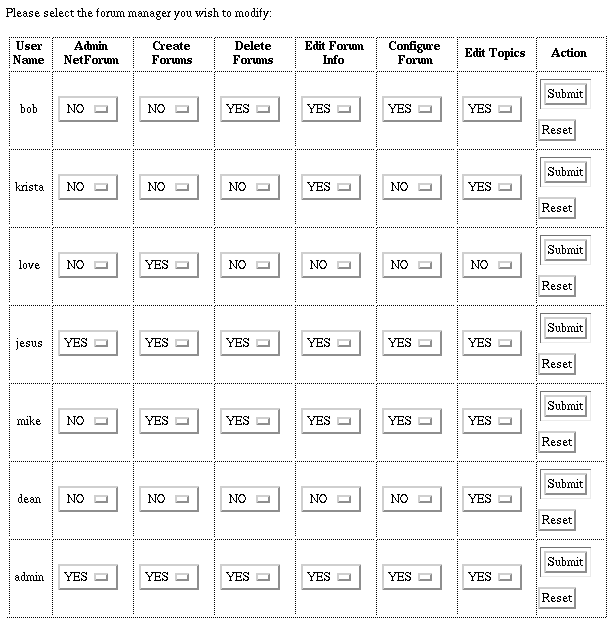 Please select the forum manager you wish to modify:
User Name Admin NetForum Create Forums Delete Forums Edit Forum Info Configure Forum Edit Topics Action
bob NO NO YES YES YES YES Submit
Reset
krista NO NO NO YES NO YES Submit
Reset
love NO YES NO NO NO NO Submit
Reset
jesus YES YES YES YES YES YES Submit
Reset
mike NO YES YES YES YES YES Submit
Reset
dean NO NO NO NO NO YES Submit
Reset
admin YES YES YES YES YES YES Submit
Reset